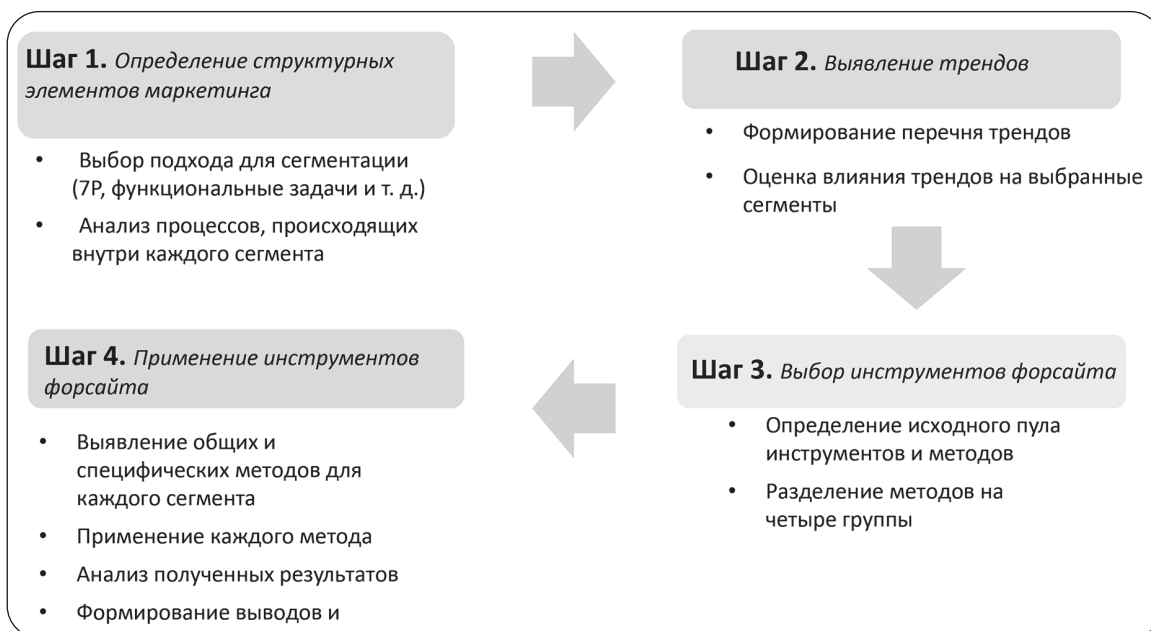 Шаг 1. Определение структурных
элементов маркетинга
• Выбор подхода для сегментации
(7P, функциональные задачи и т. д.)
• Анализ процессов, происходящих
внутри каждого сегмента
Шаг 2. Выявление трендов
• Формирование перечня трендов
• Оценка влияния трендов на выбранные
сегменты
Шаг 3. Выбор инструментов форсайта
• Определение исходного пула
инструментов и методов
• Разделение методов на
четыре группы
Шаг 4. Применение инструментов
форсайта
• Выявление общих и
специфических методов для
каждого сегмента
• Применение каждого метода
• Анализ полученных результатов
• Формирование выводов и